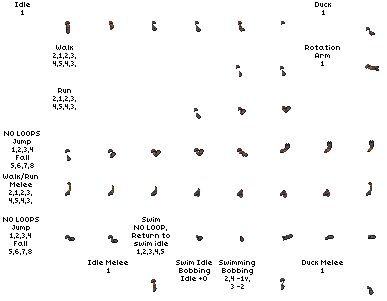 Idle
1
Duck
1
Walk
2,1,2,3,
4,5,4,3,
Rotation
Arm
1
Run
2,1,2,3,
4,5,4,3,
NO LOOPS
Jump
1,2,3,4
Fall
5,6,7,8
Walk/Run
Melee
2,1,2,3,
4,5,4,3,
NO LOOPS
Jump
1,2,3,4
Fall
5,6,7,8
Swim
NO LOOP,
Return to
swim idle
1,2,3,4,5
Idle Melee
1
Swim Idle
Bobbing
Idle +0
Swimming
Bobbing
2,4 -1v,
3 -2
Duck Melee
1